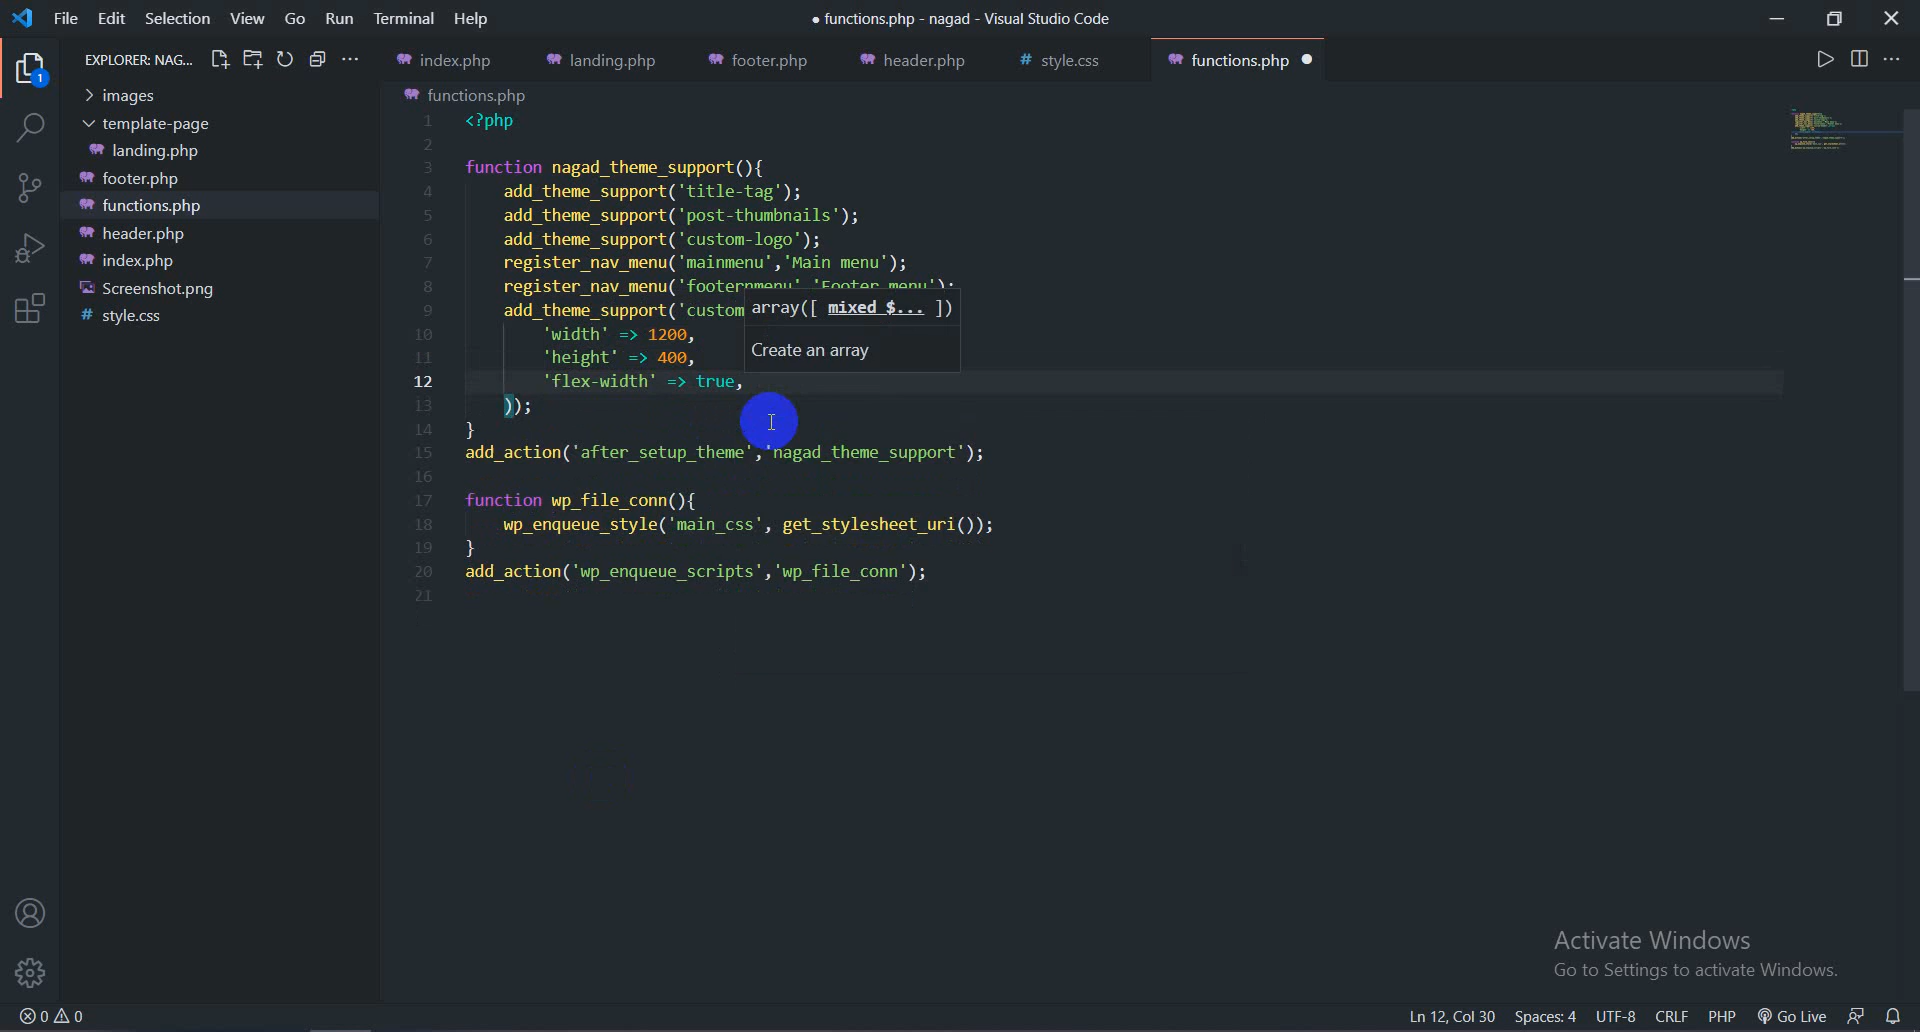 File Edit Selection View Go Run Terminal Help
● functions.php - nagad - Visual Studio Code
EXPLORER: NAG...
index.php
landing.php
footer.php
header.php
# style.css
functions.php ●
1
images
template-page
landing.php
footer.php
functions.php
header.php
index.php
Screenshot.png
# style.css
functions.php
1 <?php
2
3 function nagad_theme_support(){
4 add_theme_support('title-tag');
5 add_theme_support('post-thumbnails');
6 add_theme_support('custom-logo');
7 register_nav_menu('mainmenu','Main menu');
8 register_nav_menu('footernmenu','Footer menu');
9 add_theme_support('custom
array([ mixed $... ])
Create an array
10 'width' => 1200,
11 'height' => 400,
12 'flex-width' => true,
13 ));
14 }
15 add_action('after_setup_theme','nagad_theme_support');
16
17 function wp_file_conn(){
18 wp_enqueue_style('main_css', get_stylesheet_uri());
19 }
20 add_action('wp_enqueue_scripts','wp_file_conn');
21
Activate Windows
Go to Settings to activate Windows.
0 0
Ln 12, Col 30 Spaces: 4 UTF-8 CRLF PHP Go Live